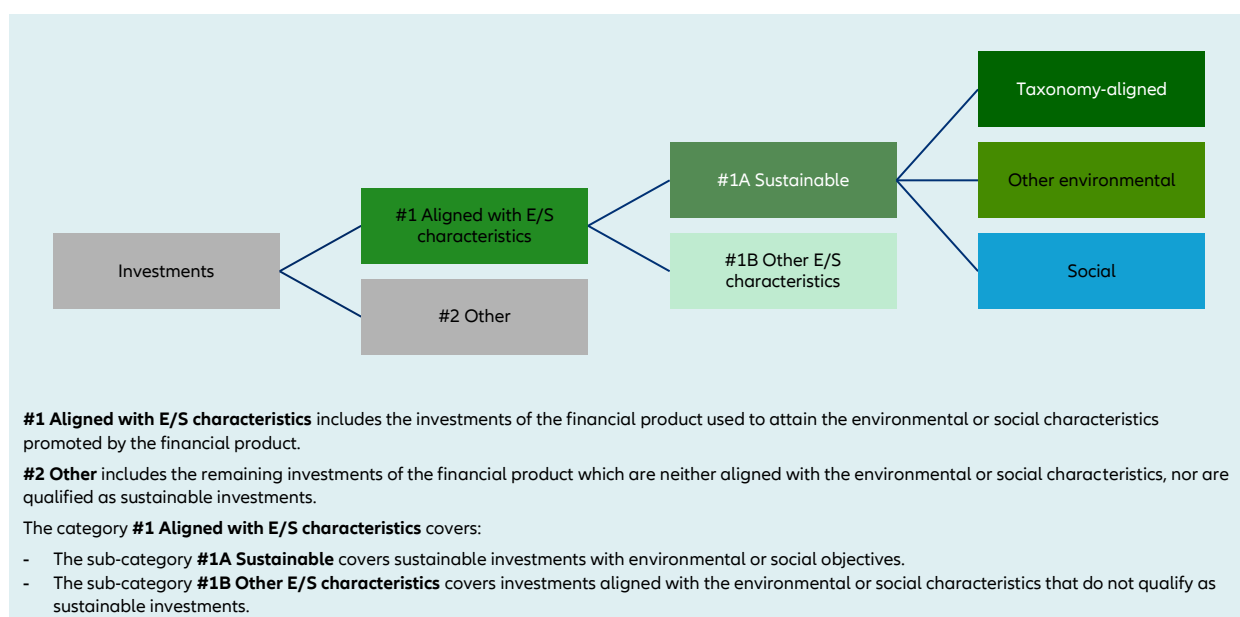 Taxonomy-aligned
#1A Sustainable
Other environmental
#1 Aligned with E/S
characteristics
#1B Other E/S
characteristics
Investments
Social
#2 Other
#1 Aligned with E/S characteristics includes the investments of the financial product used to attain the environmental or social characteristics
promoted by the financial product.
#2 Other includes the remaining investments of the financial product which are neither aligned with the environmental or social characteristics, nor are
qualified as sustainable investments.
The category #1 Aligned with E/S characteristics covers:
- The sub-category #1A Sustainable covers sustainable investments with environmental or social objectives.
- The sub-category #1B Other E/S characteristics covers investments aligned with the environmental or social characteristics that do not qualify as
sustainable investments.